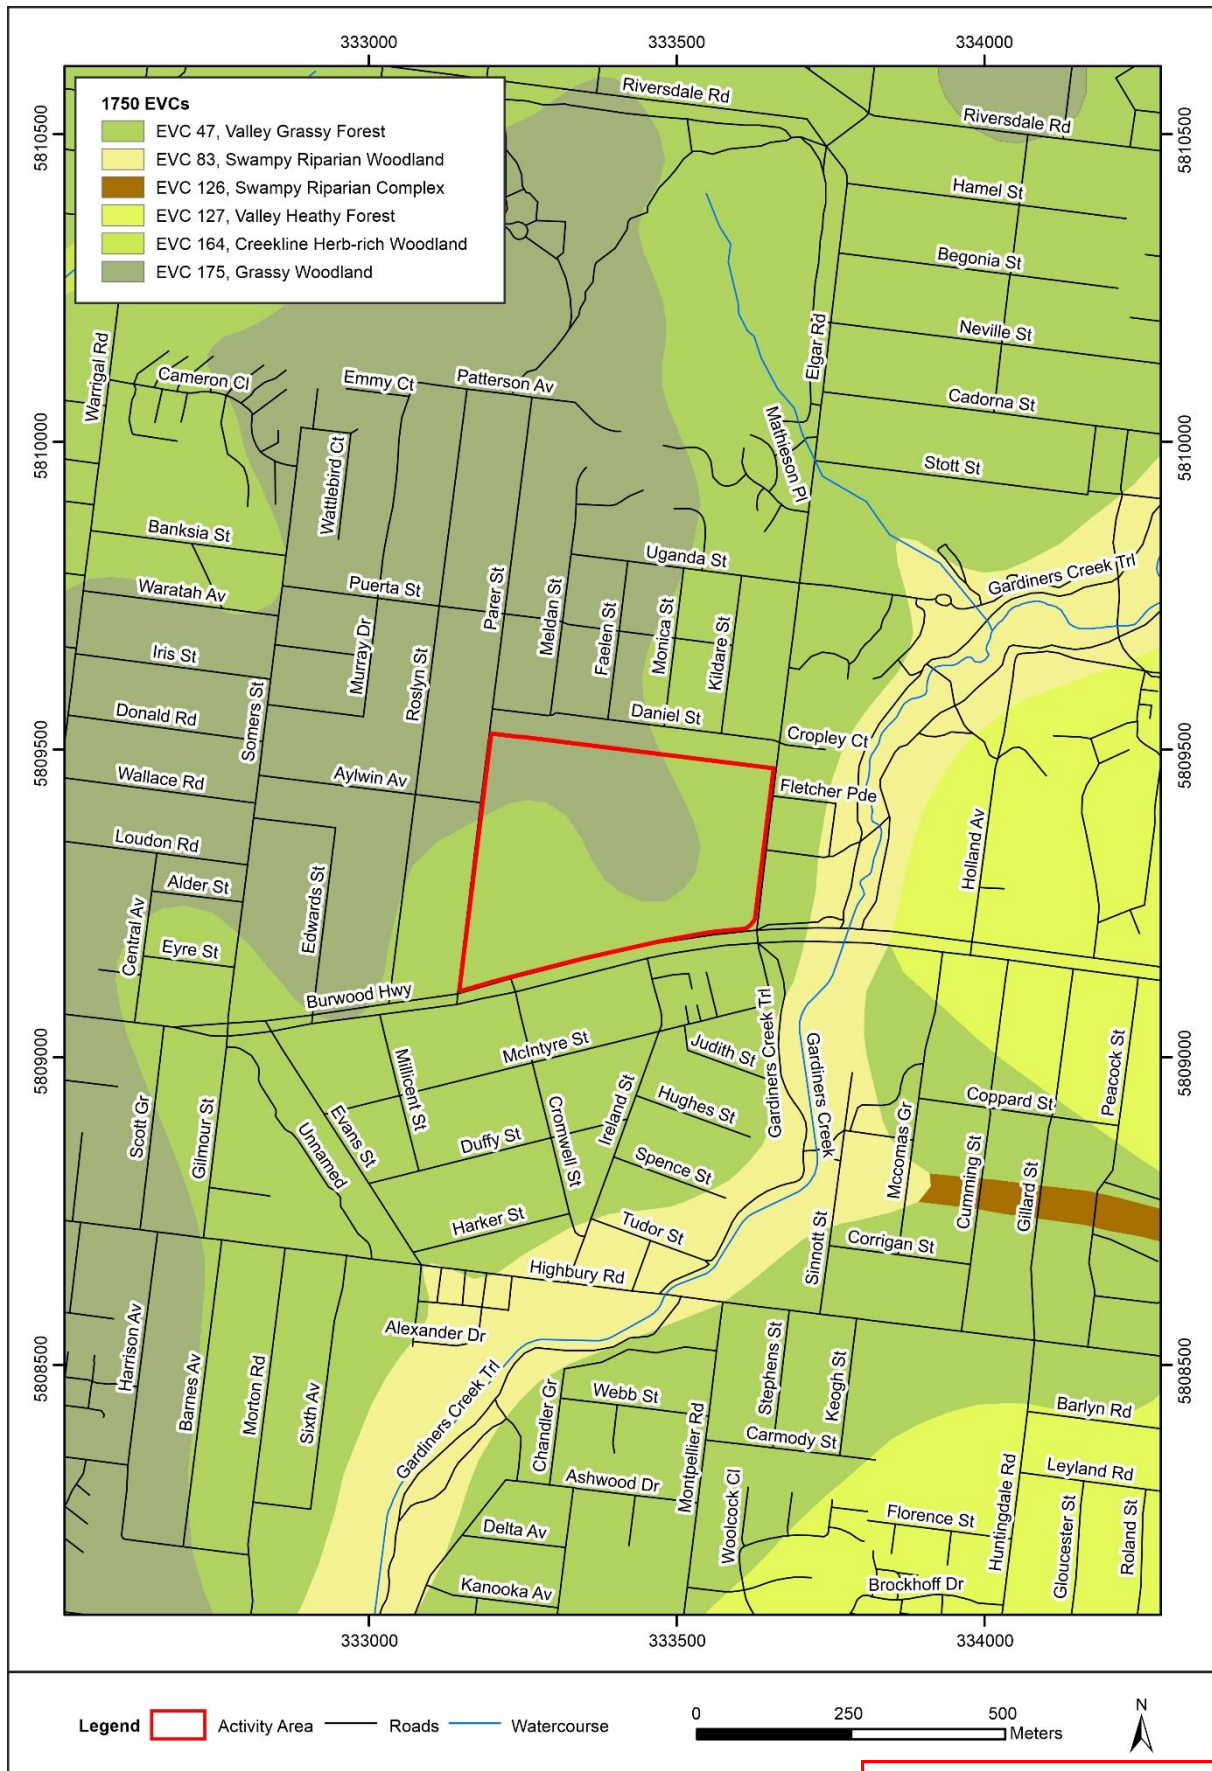 333000
333500
334000
5810500
5810500
1750 EVCs
EVC 47, Valley Grassy Forest
EVC 83, Swampy Riparian Woodland
EVC 126, Swampy Riparian Complex
EVC 127, Valley Heathy Forest
EVC 164, Creekline Herb-rich Woodland
EVC 175, Grassy Woodland
Riversdale Rd
Riversdale Rd
Hamel St
Begonia St
Neville St
Elgar Rd
Warrigal Rd
Cameron Cl
Emmy Ct
Patterson Av
Cadorna St
5810000
5810000
Wattlebird Ct
Mathieson Pl
Stott St
Banksia St
Uganda St
Gardiners Creek Trl
Waratah Av
Puerta St
Parer St
Meldan St
Faelen St
Monica St
Kildare St
Iris St
Murray Dr
Roslyn St
Somers St
Donald Rd
Daniel St
Cropley Ct
5809500
5809500
Wallace Rd
Aylwin Av
Fletcher Pde
Loudon Rd
Holland Av
Alder St
Edwards St
Central Av
Eyre St
Burwood Hwy
Gardiners Creek Trl
Gardiners Creek
5809000
5809000
McIntyre St
Judith St
Millicent St
Peacock St
Coppard St
Scott Gr
Gilmour St
Evans St
Unnamed
Duffy St
Cromwell St
Ireland St
Hughes St
Spence St
Mccomas Gr
Cumming St
Gillard St
Harker St
Tudor St
Sinnott St
Corrigan St
Highbury Rd
Alexander Dr
5808500
5808500
Harrison Av
Barnes Av
Morton Rd
Sixth Av
Gardiners Creek Trl
Chandler Gr
Webb St
Montpellier Rd
Stephens St
Keogh St
Carmody St
Barlyn Rd
Leyland Rd
Ashwood Dr
Woolcock Cl
Huntingdale Rd
Gloucester St
Roland St
Florence St
Delta Av
Kanooka Av
Brockhoff Dr
333000
333500
334000
Legend
Activity Area
Roads
Watercourse
0
250
500
Meters
N